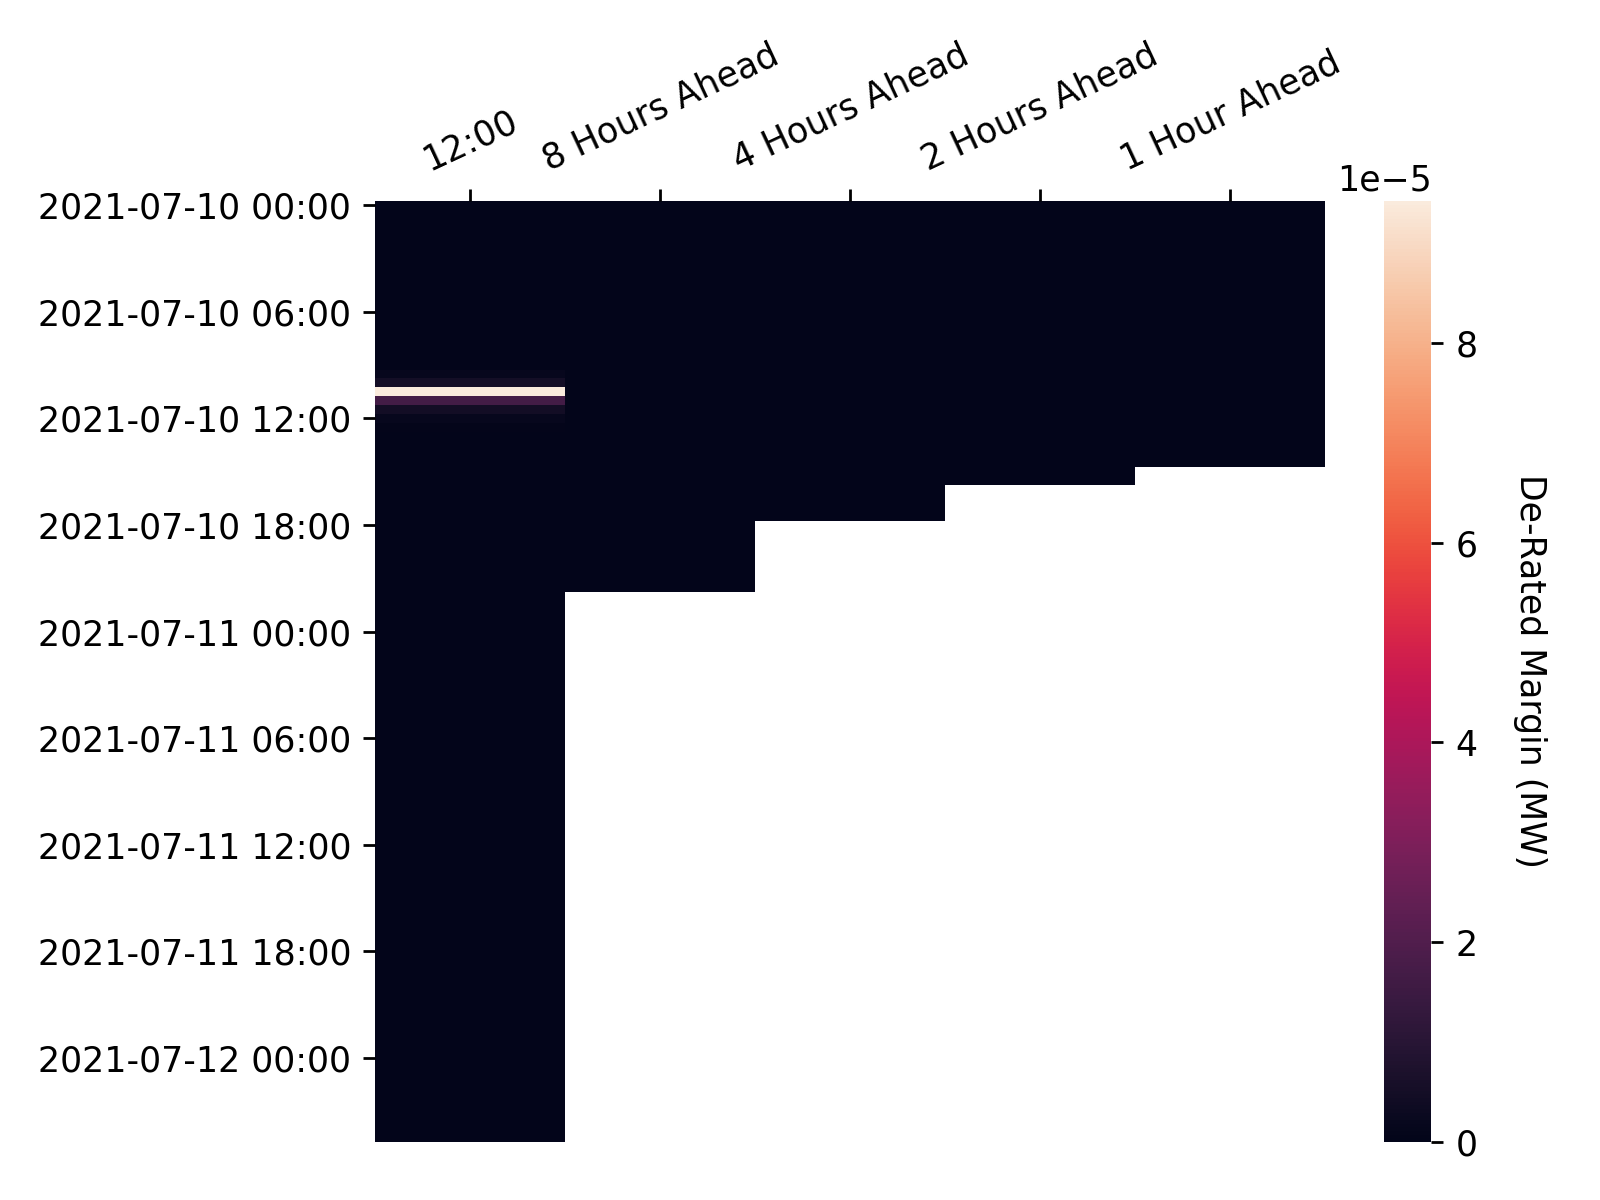 12:00
8 Hours Ahead
4 Hours Ahead
2 Hours Ahead
1 Hour Ahead
1e−5
2021-07-10 00:00
2021-07-10 06:00
2021-07-10 12:00
2021-07-10 18:00
2021-07-11 00:00
2021-07-11 06:00
2021-07-11 12:00
2021-07-11 18:00
2021-07-12 00:00
8
6
4
2
0
De-Rated Margin (MW)